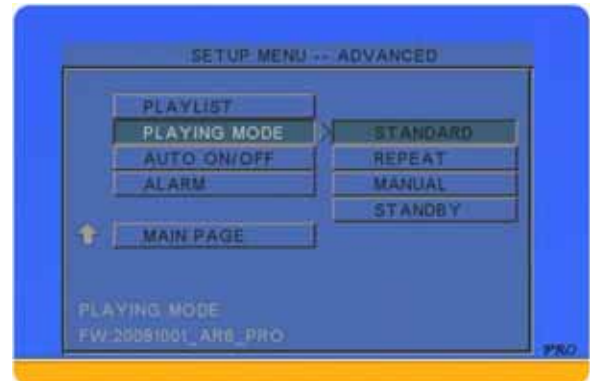 SETUP MENU -- ADVANCED
PLAYLIST
PLAYING MODE
STANDARD
AUTO ON/OFF
REPEAT
ALARM
MANUAL
STANDBY
MAIN PAGE
PLAYING MODE
FW:20091001_AR6_PRO
PRO